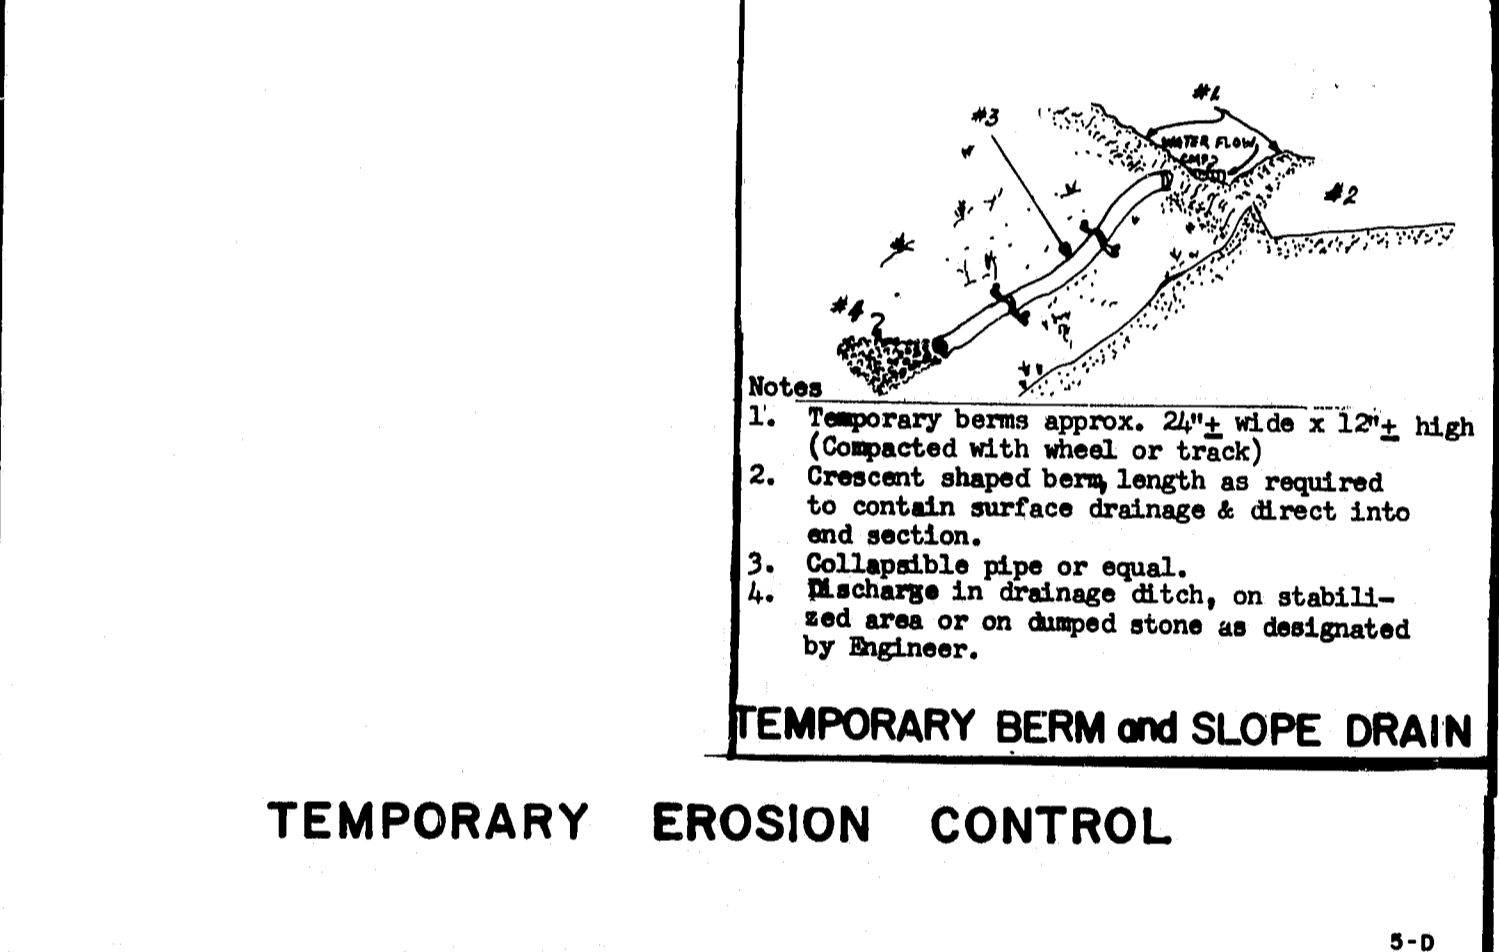 #1
#3
WATER FLOW
CMP
#2
#4
Notes
1. Temporary berms approx. 24"± wide x 12"± high
(Compacted with wheel or track)
2. Crescent shaped berm, length as required
to contain surface drainage & direct into
end section.
3. Collapsible pipe or equal.
4. Discharge in drainage ditch, on stabili-
zed area or on dumped stone as designated
by Engineer.
TEMPORARY BERM and SLOPE DRAIN
TEMPORARY EROSION CONTROL
5-D